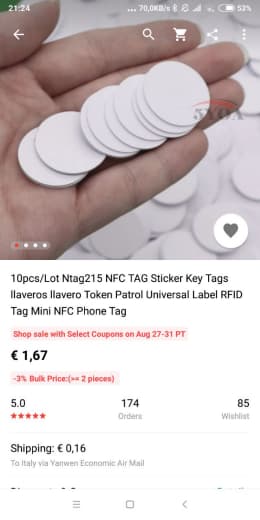 21:24
... 70,0KB/s 53%
5YOA
10pcs/Lot Ntag215 NFC TAG Sticker Key Tags
llaveros llavero Token Patrol Universal Label RFID
Tag Mini NFC Phone Tag
Shop sale with Select Coupons on Aug 27-31 PT
€ 1,67
-3% Bulk Price:(>= 2 pieces)
5.0 174 85
Orders Wishlist
Shipping: € 0,16
To Italy via Yanwen Economic Air Mail